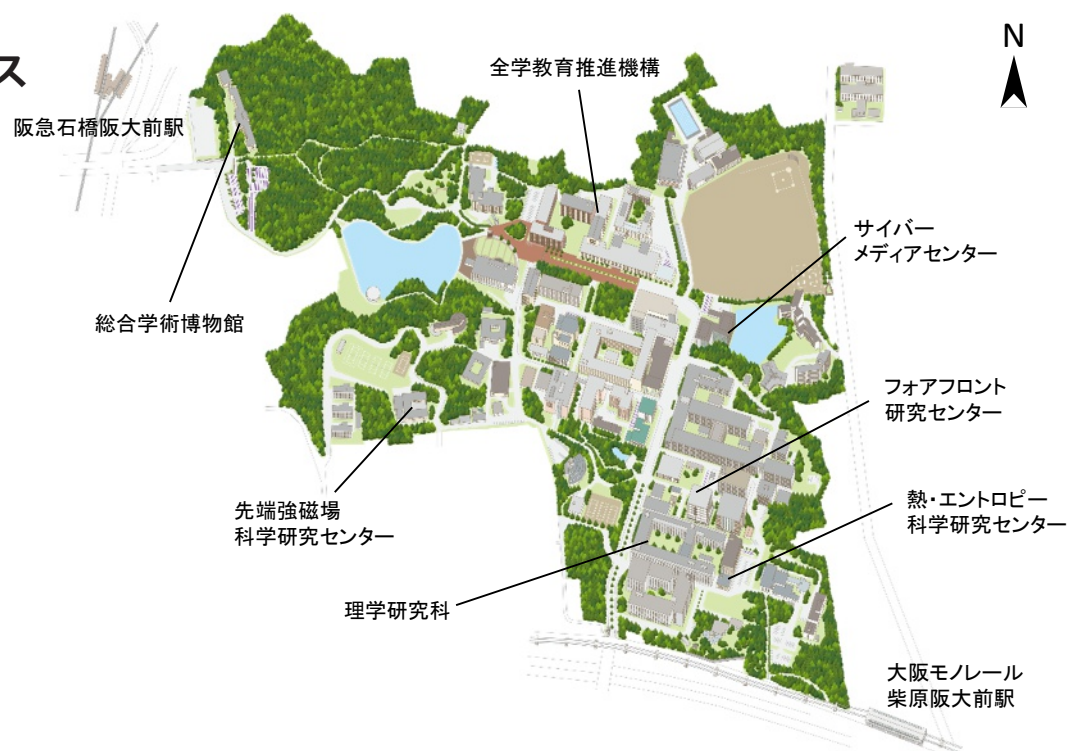 ス
N
全学教育推進機構
阪急石橋阪大前駅
サイバー
メディアセンター
総合学術博物館
フォアフロント
研究センター
熱・エントロピー
科学研究センター
先端強磁場
科学研究センター
理学研究科
大阪モノレール
柴原阪大前駅